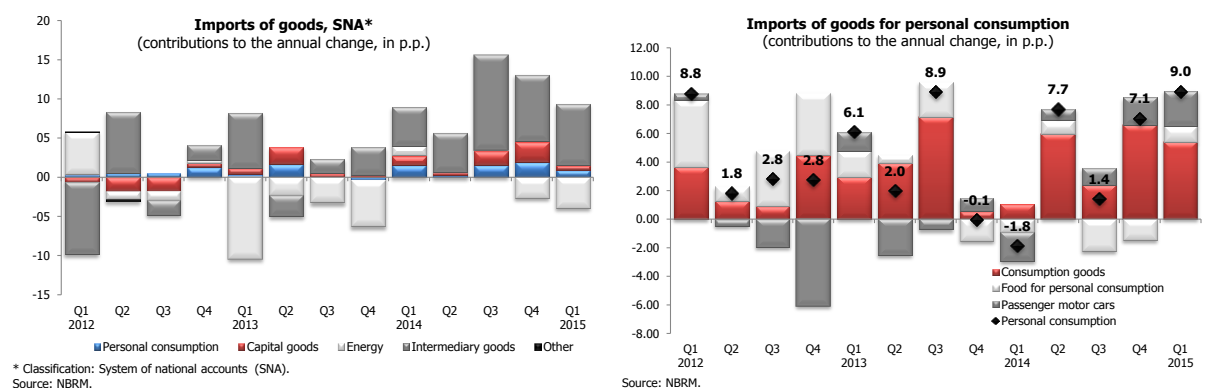 Imports of goods, SNA*
(contributions to the annual change, in p.p.)
20
15
10
05
00
-05
-10
-15
Q1 Q2 Q3 Q4 Q1 Q2 Q3 Q4 Q1 Q2 Q3 Q4 Q1
2012 2013 2014 2015
Personal consumption Capital goods Energy Intermediary goods Other
* Classification: System of national accounts (SNA).
Source: NBRM.
Imports of goods for personal consumption
(contributions to the annual change, in p.p.)
12.00
10.00
8.00
6.00
4.00
2.00
0.00
-2.00
-4.00
-6.00
-8.00
8.8
1.8
2.8
2.8
6.1
2.0
8.9
-0.1
-1.8
7.7
1.4
7.1
9.0
Consumption goods
Food for personal consumption
Passenger motor cars
Personal consumption
Q1 Q2 Q3 Q4 Q1 Q2 Q3 Q4 Q1 Q2 Q3 Q4 Q1
2012 2013 2014 2015
Source: NBRM.